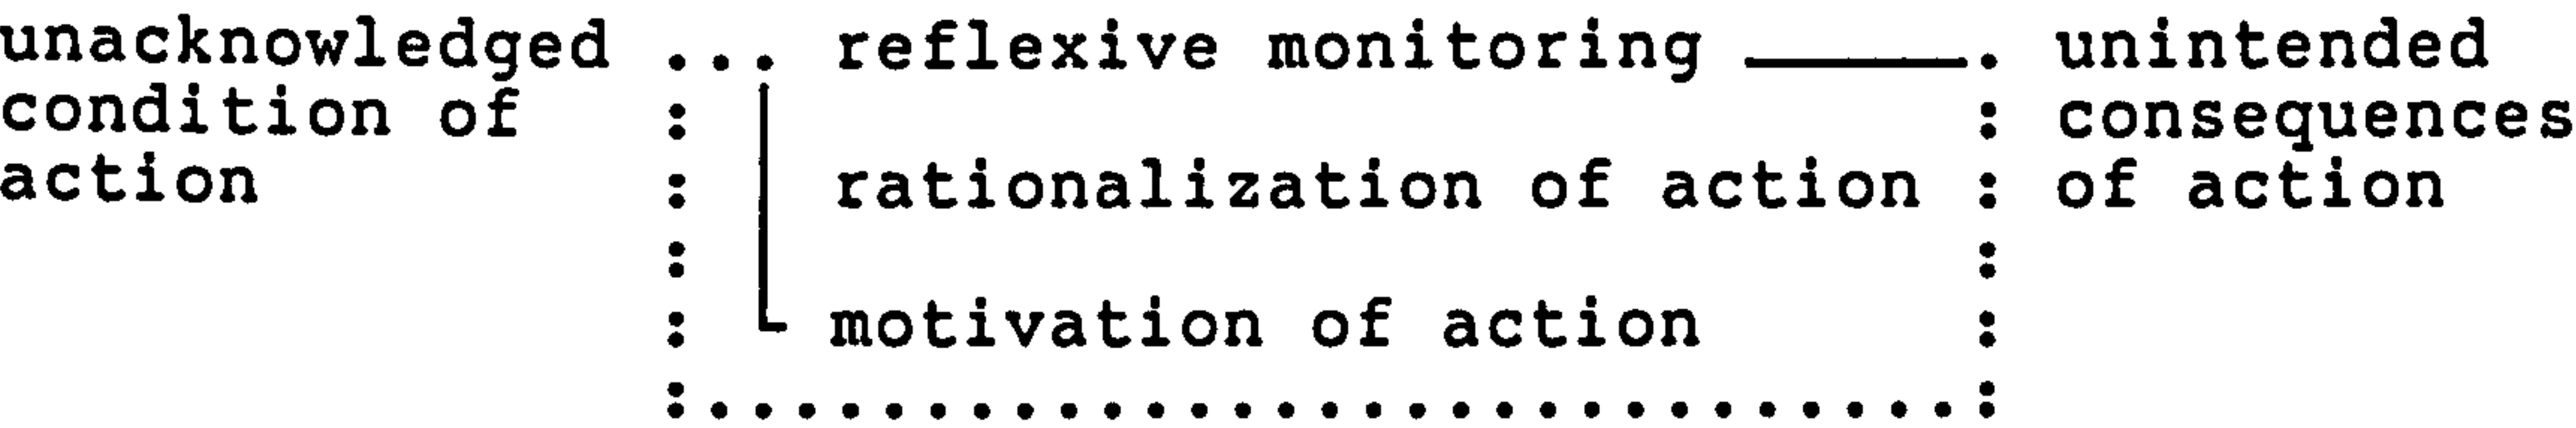 unacknowledged ... reflexive monitoring unintended
condition of consequences
action rationalization of action of action
motivation of action